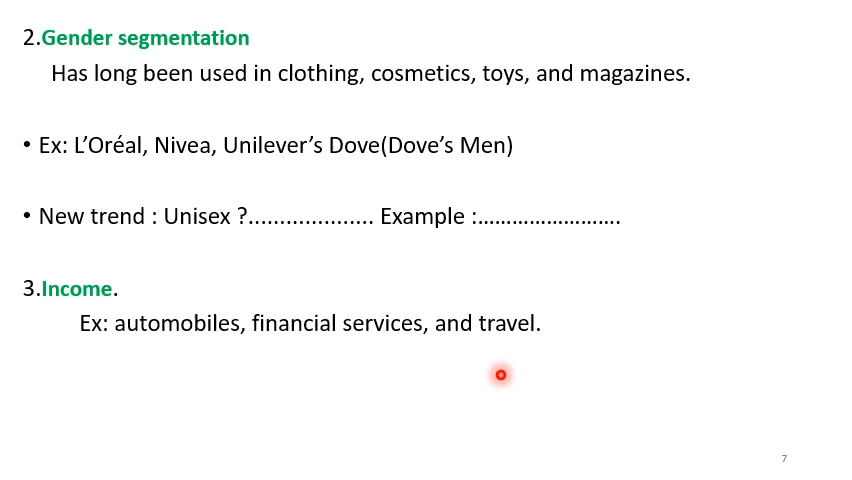 2.Gender segmentation
Has long been used in clothing, cosmetics, toys, and magazines.
• Ex: L’Oréal, Nivea, Unilever’s Dove(Dove’s Men)
• New trend : Unisex ?.................... Example :…………………….
3.Income.
Ex: automobiles, financial services, and travel.
7